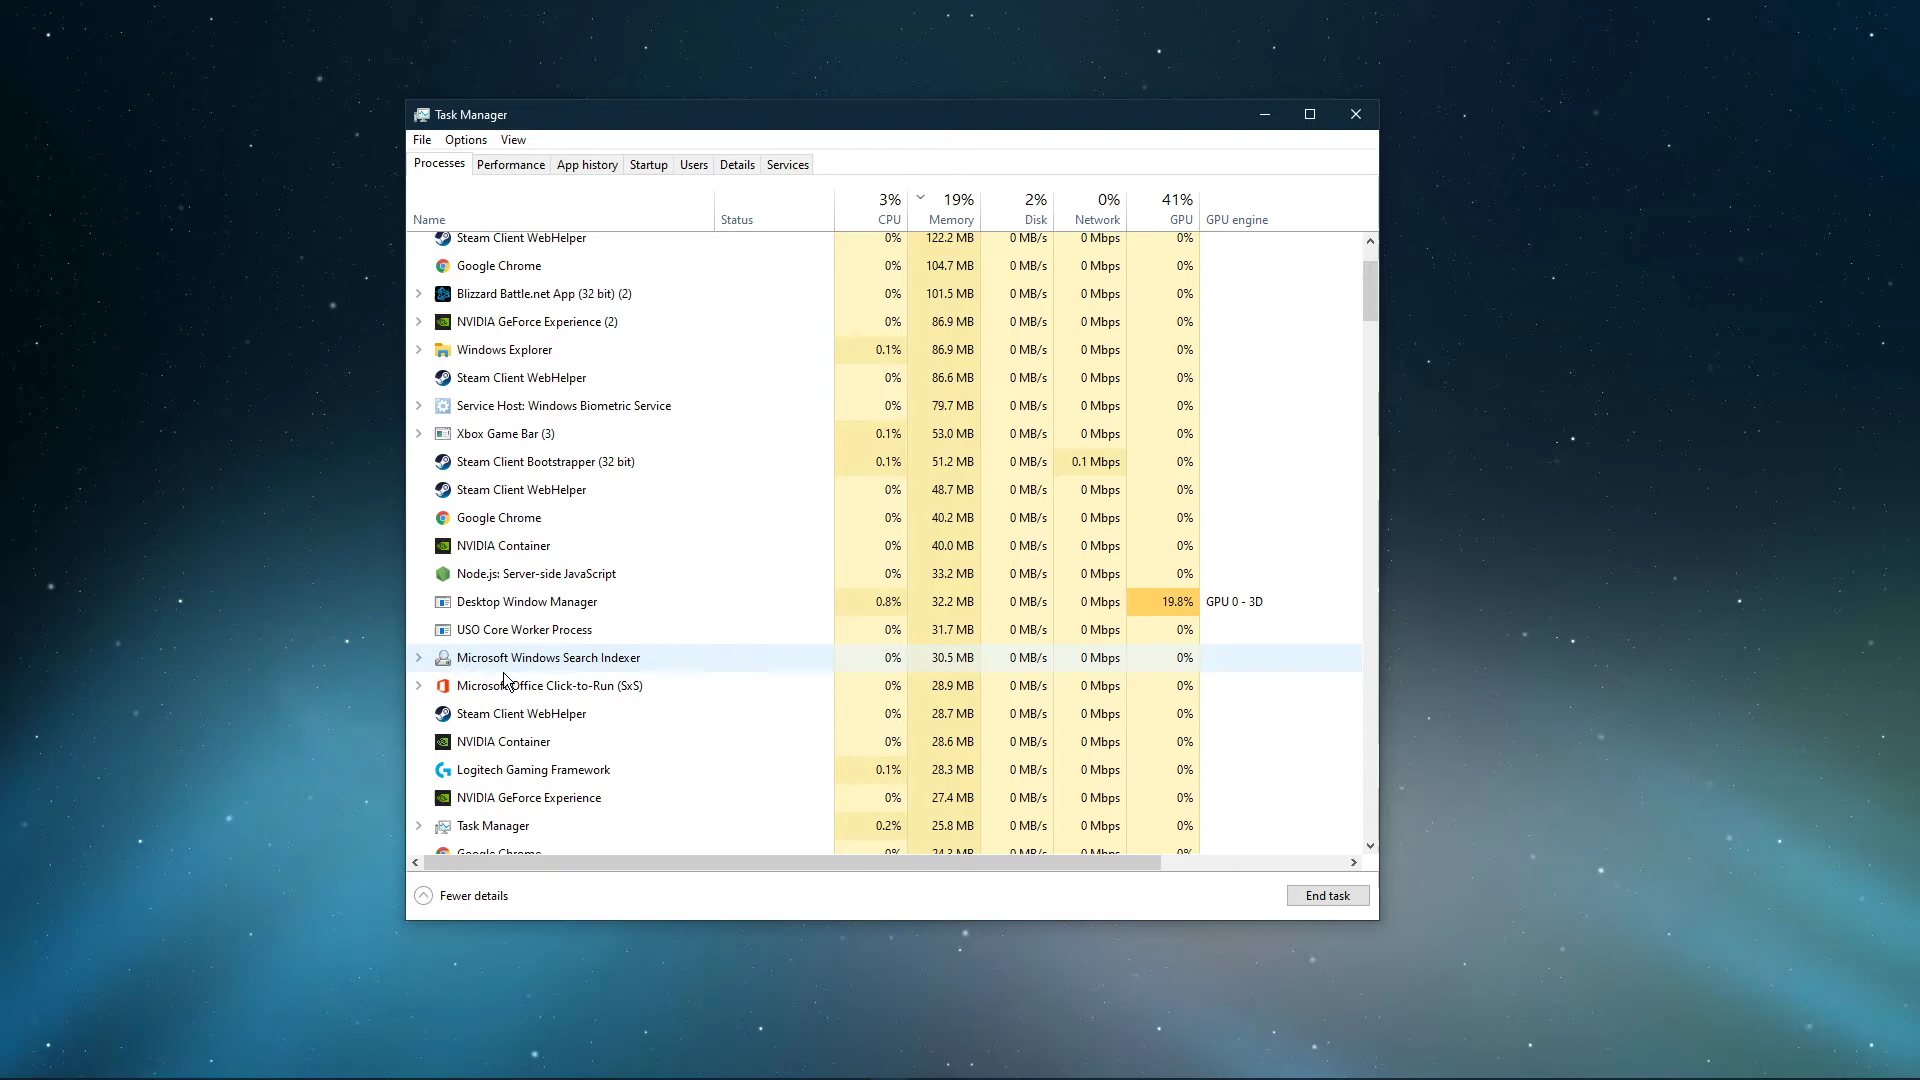 Task Manager
File Options View
Processes Performance App history Startup Users Details Services
3% 19% 2% 0% 41%
Name Status CPU Memory Disk Network GPU GPU engine
Steam Client WebHelper 0% 122.2 MB 0 MB/s 0 Mbps 0%
Google Chrome 0% 104.7 MB 0 MB/s 0 Mbps 0%
Blizzard Battle.net App (32 bit) (2) 0% 101.5 MB 0 MB/s 0 Mbps 0%
NVIDIA GeForce Experience (2) 0% 86.9 MB 0 MB/s 0 Mbps 0%
Windows Explorer 0.1% 86.9 MB 0 MB/s 0 Mbps 0%
Steam Client WebHelper 0% 86.6 MB 0 MB/s 0 Mbps 0%
Service Host: Windows Biometric Service 0% 79.7 MB 0 MB/s 0 Mbps 0%
Xbox Game Bar (3) 0.1% 53.0 MB 0 MB/s 0 Mbps 0%
Steam Client Bootstrapper (32 bit) 0.1% 51.2 MB 0 MB/s 0.1 Mbps 0%
Steam Client WebHelper 0% 48.7 MB 0 MB/s 0 Mbps 0%
Google Chrome 0% 40.2 MB 0 MB/s 0 Mbps 0%
NVIDIA Container 0% 40.0 MB 0 MB/s 0 Mbps 0%
Node.js: Server-side JavaScript 0% 33.2 MB 0 MB/s 0 Mbps 0%
Desktop Window Manager 0.8% 32.2 MB 0 MB/s 0 Mbps 19.8% GPU 0 - 3D
USO Core Worker Process 0% 31.7 MB 0 MB/s 0 Mbps 0%
Microsoft Windows Search Indexer 0% 30.5 MB 0 MB/s 0 Mbps 0%
Microsoft Office Click-to-Run (SxS) 0% 28.9 MB 0 MB/s 0 Mbps 0%
Steam Client WebHelper 0% 28.7 MB 0 MB/s 0 Mbps 0%
NVIDIA Container 0% 28.6 MB 0 MB/s 0 Mbps 0%
Logitech Gaming Framework 0.1% 28.3 MB 0 MB/s 0 Mbps 0%
NVIDIA GeForce Experience 0% 27.4 MB 0 MB/s 0 Mbps 0%
Task Manager 0.2% 25.8 MB 0 MB/s 0 Mbps 0%
Google Chrome 0% 24.3 MB 0 MB/s 0 Mbps 0%
Fewer details End task